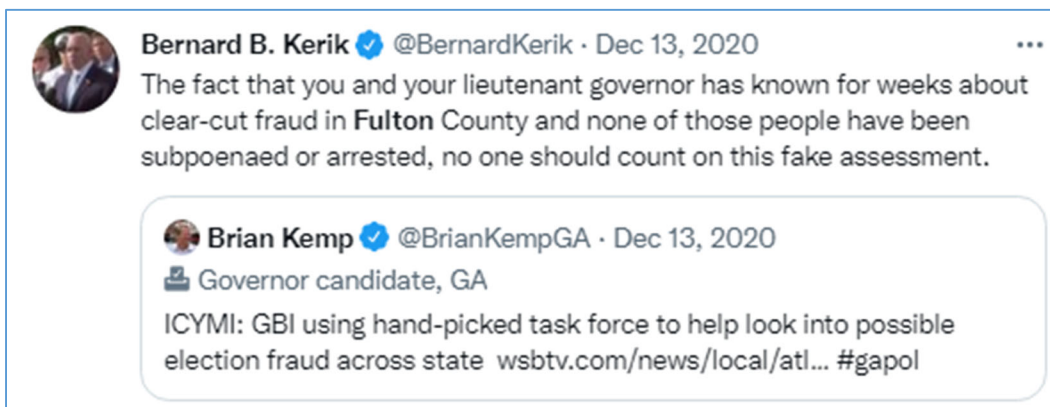 Bernard B. Kerik @BernardKerik · Dec 13, 2020
The fact that you and your lieutenant governor has known for weeks about
clear-cut fraud in Fulton County and none of those people have been
subpoenaed or arrested, no one should count on this fake assessment.
Brian Kemp @BrianKempGA · Dec 13, 2020
Governor candidate, GA
ICYMI: GBI using hand-picked task force to help look into possible
election fraud across state wsbtv.com/news/local/atl... #gapol